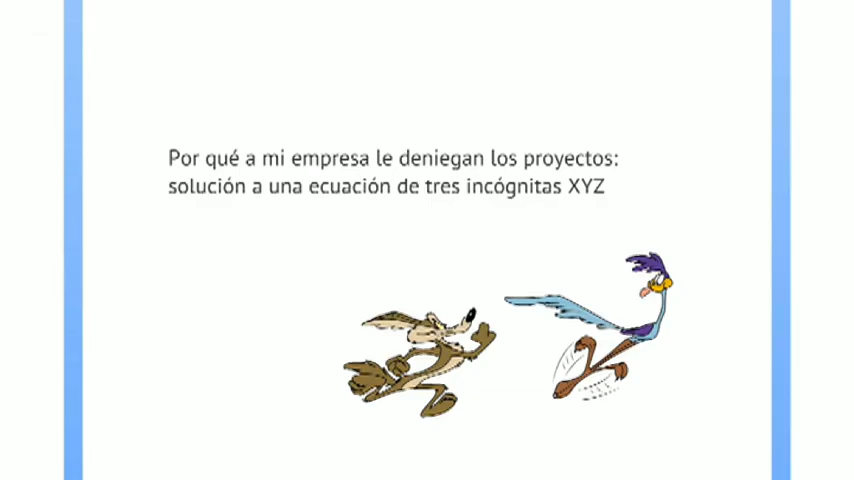 Por qué a mi empresa le deniegan los proyectos:
solución a una ecuación de tres incógnitas XYZ